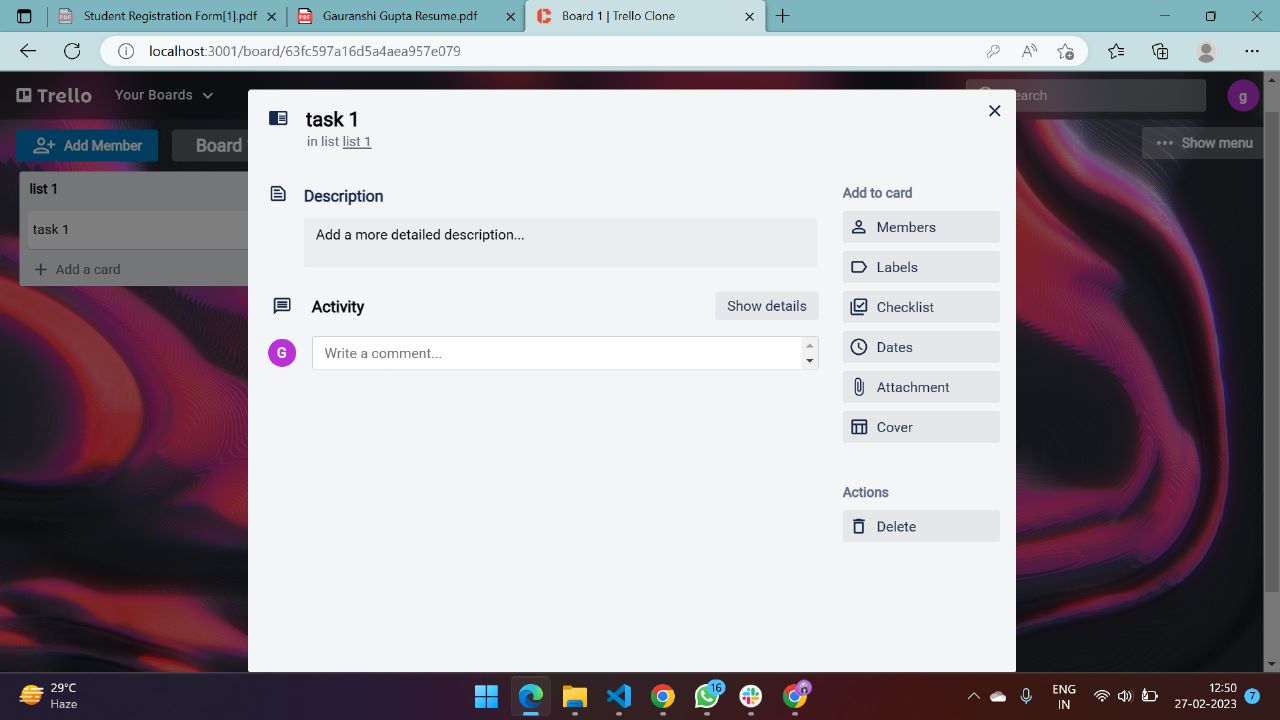 Student Registration Form[1].pdf
Gauranshi Gupta Resume.pdf
Board 1 | Trello Clone
localhost:3001/board/63fc597a16d5a4aea957e079
Trello
Your Boards
earch
g
Add Member
Board
Show menu
list 1
task 1
Add a card
task 1
in list list 1
Description
Add a more detailed description...
Activity
Show details
G
Write a comment...
Add to card
Members
Labels
Checklist
Dates
Attachment
Cover
Actions
Delete
29°C
Haze
16
ENG
IN
12:50
27-02-2023
7